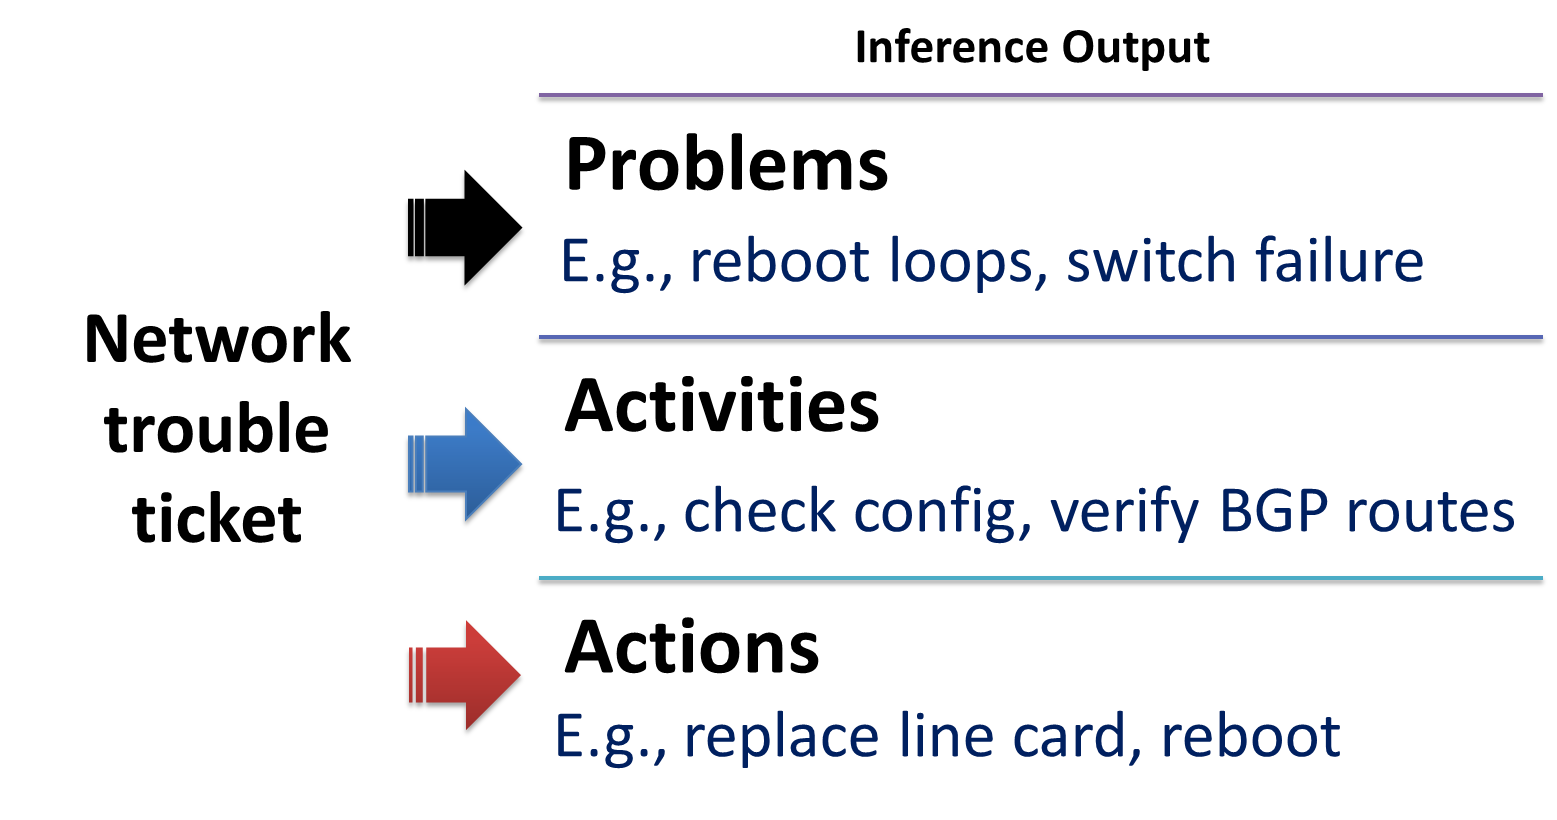 Inference Output
Problems
E.g., reboot loops, switch failure
Network
trouble
ticket
Activities
E.g., check config, verify BGP routes
Actions
E.g., replace line card, reboot